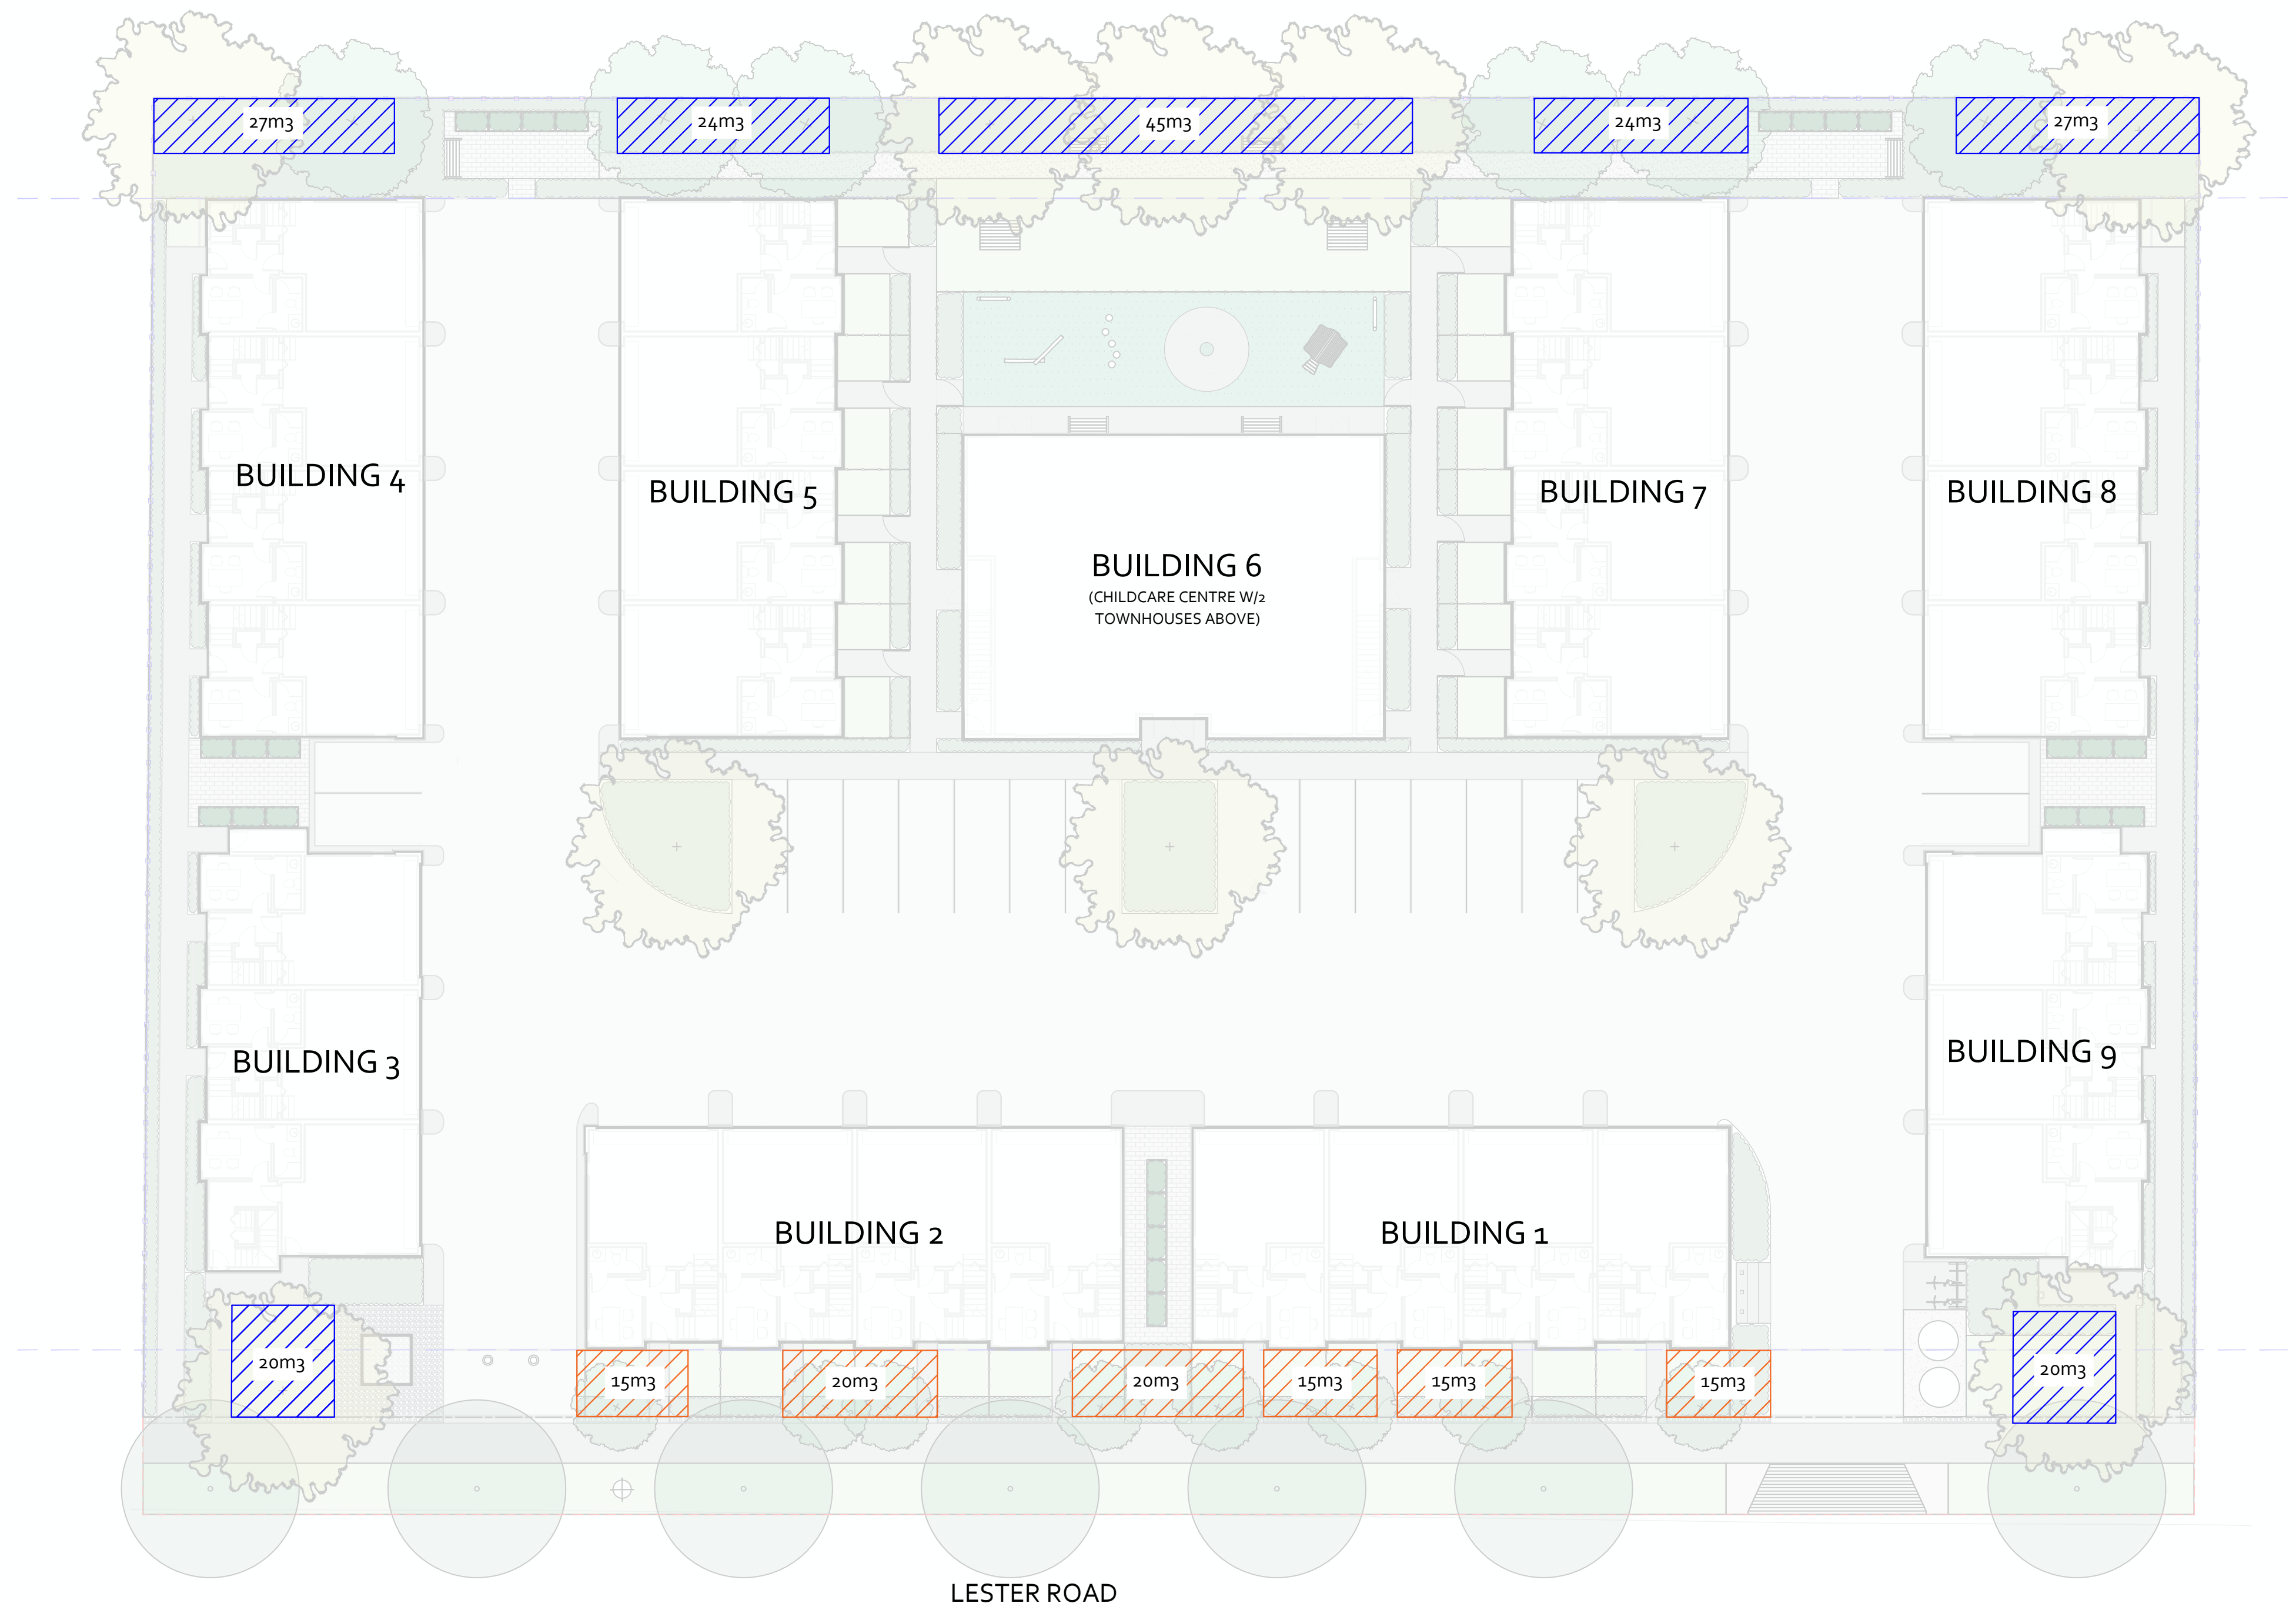 27m3
24m3
45m3
24m3
27m3
BUILDING 4
BUILDING 5
BUILDING 7
BUILDING 8
BUILDING 6
(CHILDCARE CENTRE W/2
TOWNHOUSES ABOVE)
BUILDING 3
BUILDING 9
BUILDING 2
BUILDING 1
20m3
15m3
20m3
20m3
15m3
15m3
15m3
20m3
LESTER ROAD